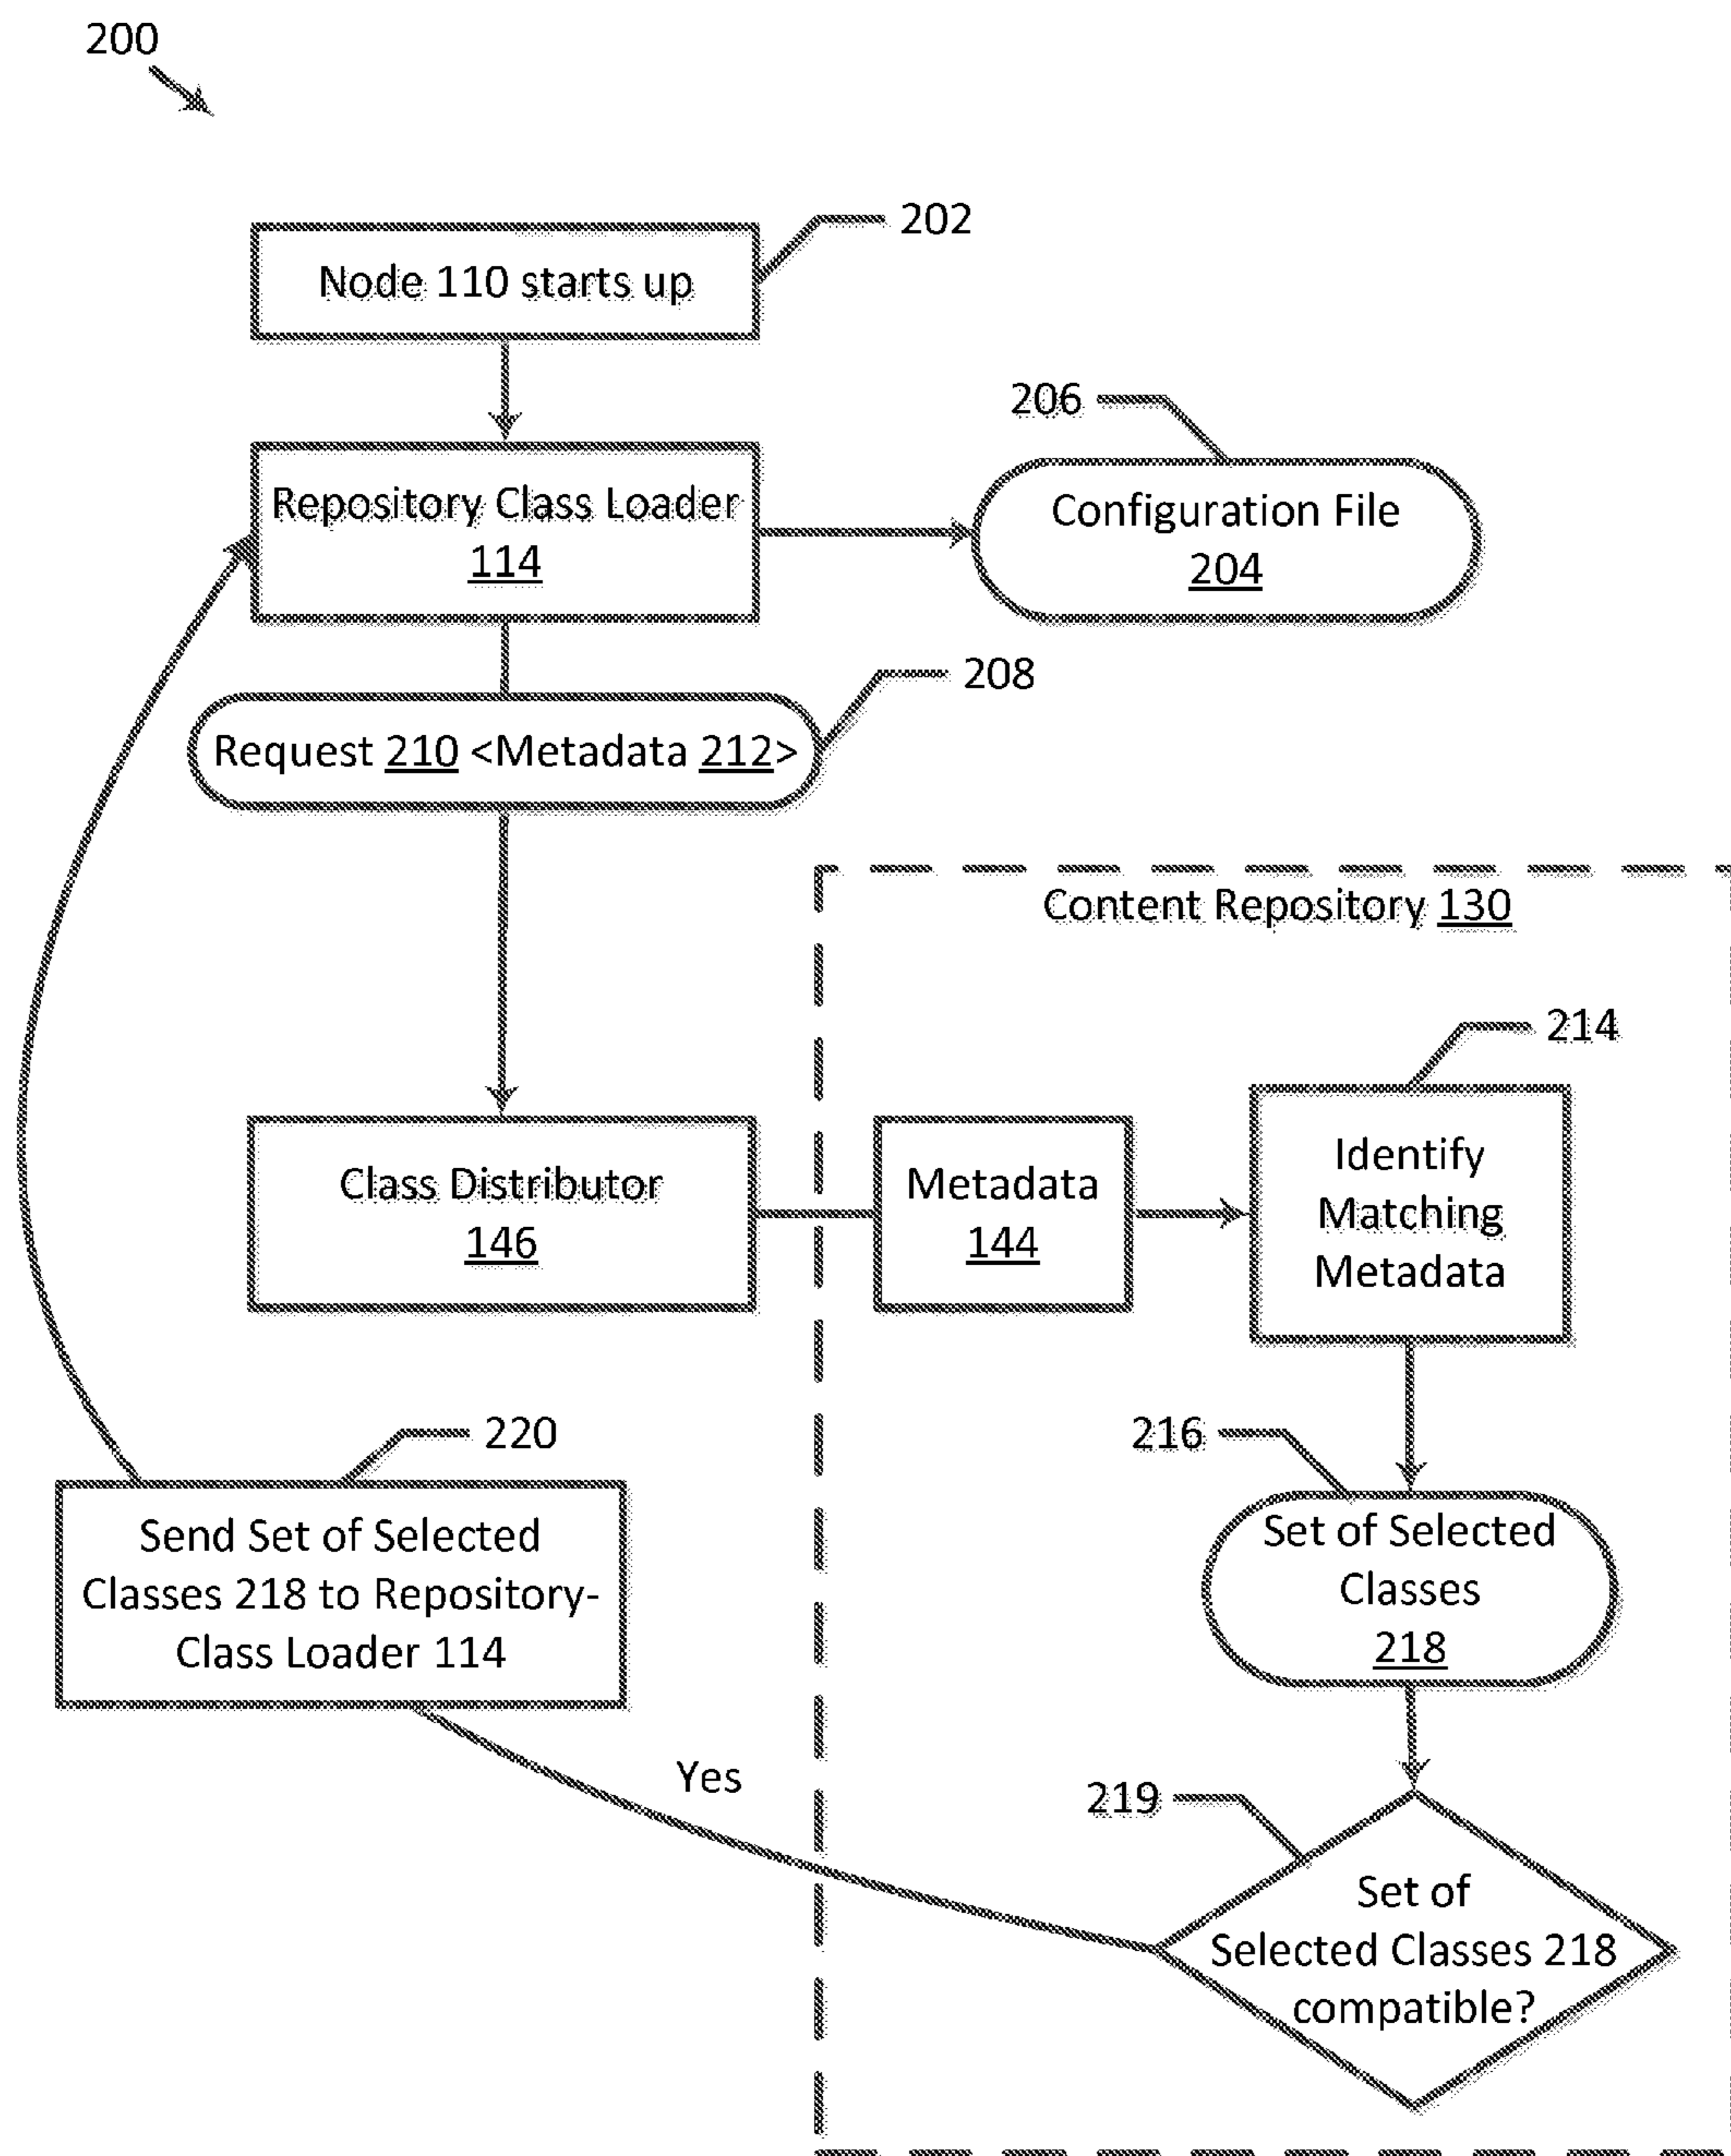 200
202
Node 110 starts up
206
Repository Class Loader
114
Configuration File
204
208
Request 210 <Metadata 212>
Content Repository 130
214
Class Distributor
146
Metadata
144
Identify
Matching
Metadata
220
216
Send Set of Selected
Classes 218 to Repository-
Class Loader 114
Set of Selected
Classes
218
Yes
219
Set of
Selected Classes 218
compatible?